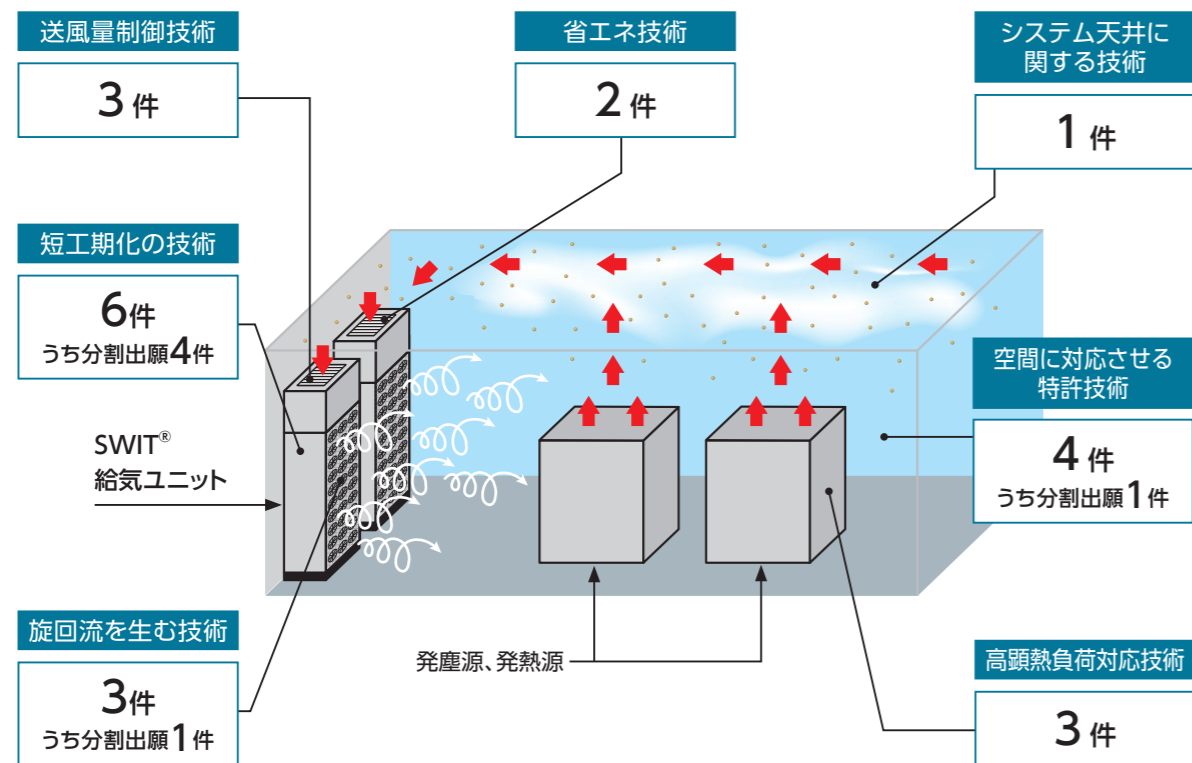 送風量制御技術
3 件
省エネ技術
2 件
システム天井に
関する技術
1 件
短工期化の技術
6件
うち分割出願4件
SWIT®
給気ユニット
空間に対応させる
特許技術
4 件
うち分割出願1件
旋回流を生む技術
3件
うち分割出願1件
発塵源、発熱源
高顕熱負荷対応技術
3 件